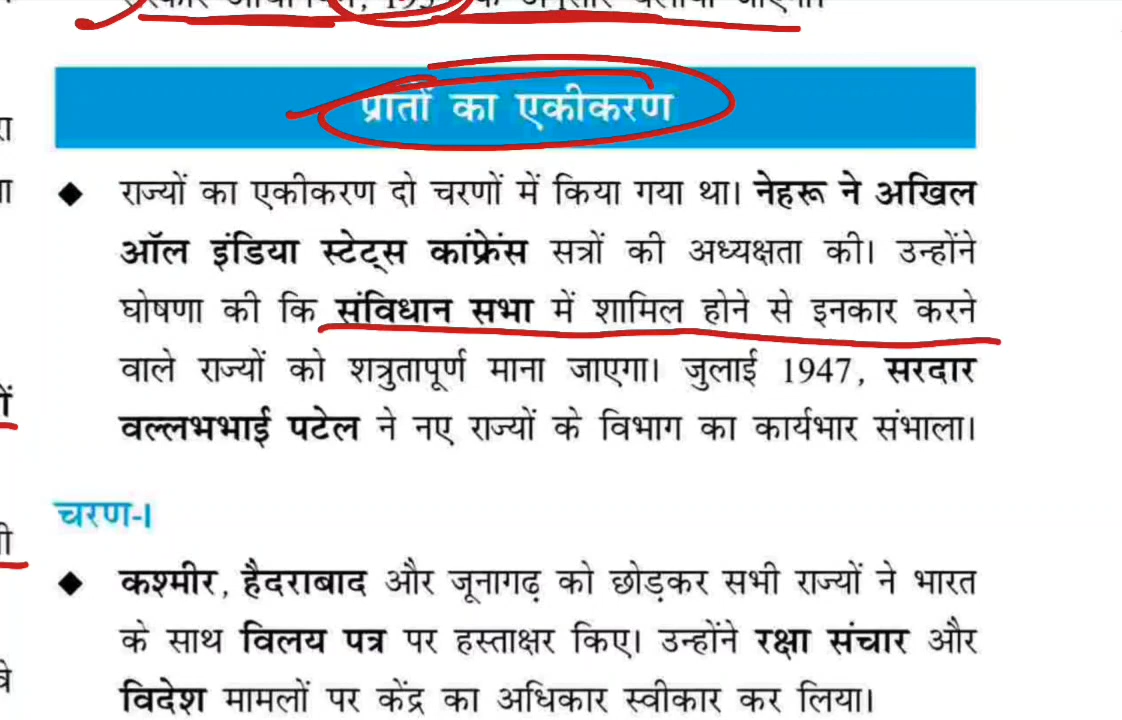 प्रांतों का एकीकरण
रा
या
◆ राज्यों का एकीकरण दो चरणों में किया गया था। नेहरू ने अखिल
ऑल इंडिया स्टेट्स कांफ्रेंस सत्रों की अध्यक्षता की। उन्होंने
घोषणा की कि संविधान सभा में शामिल होने से इनकार करने
वाले राज्यों को शत्रुतापूर्ण माना जाएगा। जुलाई 1947, सरदार
वल्लभभाई पटेल ने नए राज्यों के विभाग का कार्यभार संभाला।
चरण-I
◆ कश्मीर, हैदराबाद और जूनागढ़ को छोड़कर सभी राज्यों ने भारत
के साथ विलय पत्र पर हस्ताक्षर किए। उन्होंने रक्षा संचार और
विदेश मामलों पर केंद्र का अधिकार स्वीकार कर लिया।